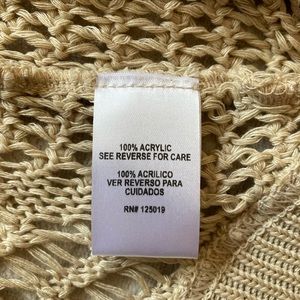 100% ACRYLIC
SEE REVERSE FOR CARE
100% ACRILICO
VER REVERSO PARA
CUIDADOS
RN# 125019